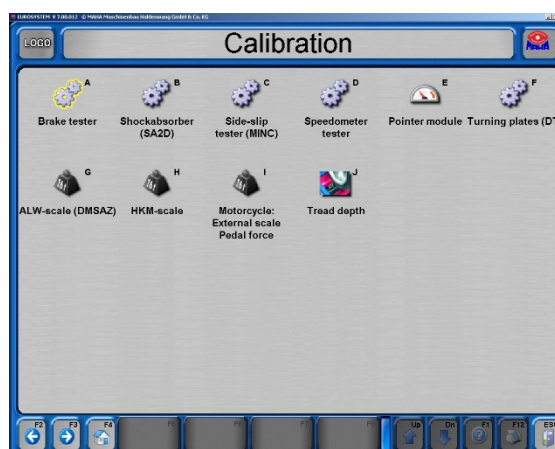 EUROSYSTEM V 7.00.012 © MAHA Maschinenbau Haldenwang GmbH & Co. KG
LOGO
Calibration
MAHA
A
B
C
D
E
F
Brake tester
Shockabsorber
(SA2D)
Side-slip
tester (MINC)
Speedometer
tester
Pointer module
Turning plates (DT
G
H
I
J
ALW-scale (DMSAZ)
HKM-scale
Motorcycle:
External scale
Pedal force
Tread depth
F2
F3
F4
F5
F6
F7
F8
Up
Dn
F1
F12
ESC